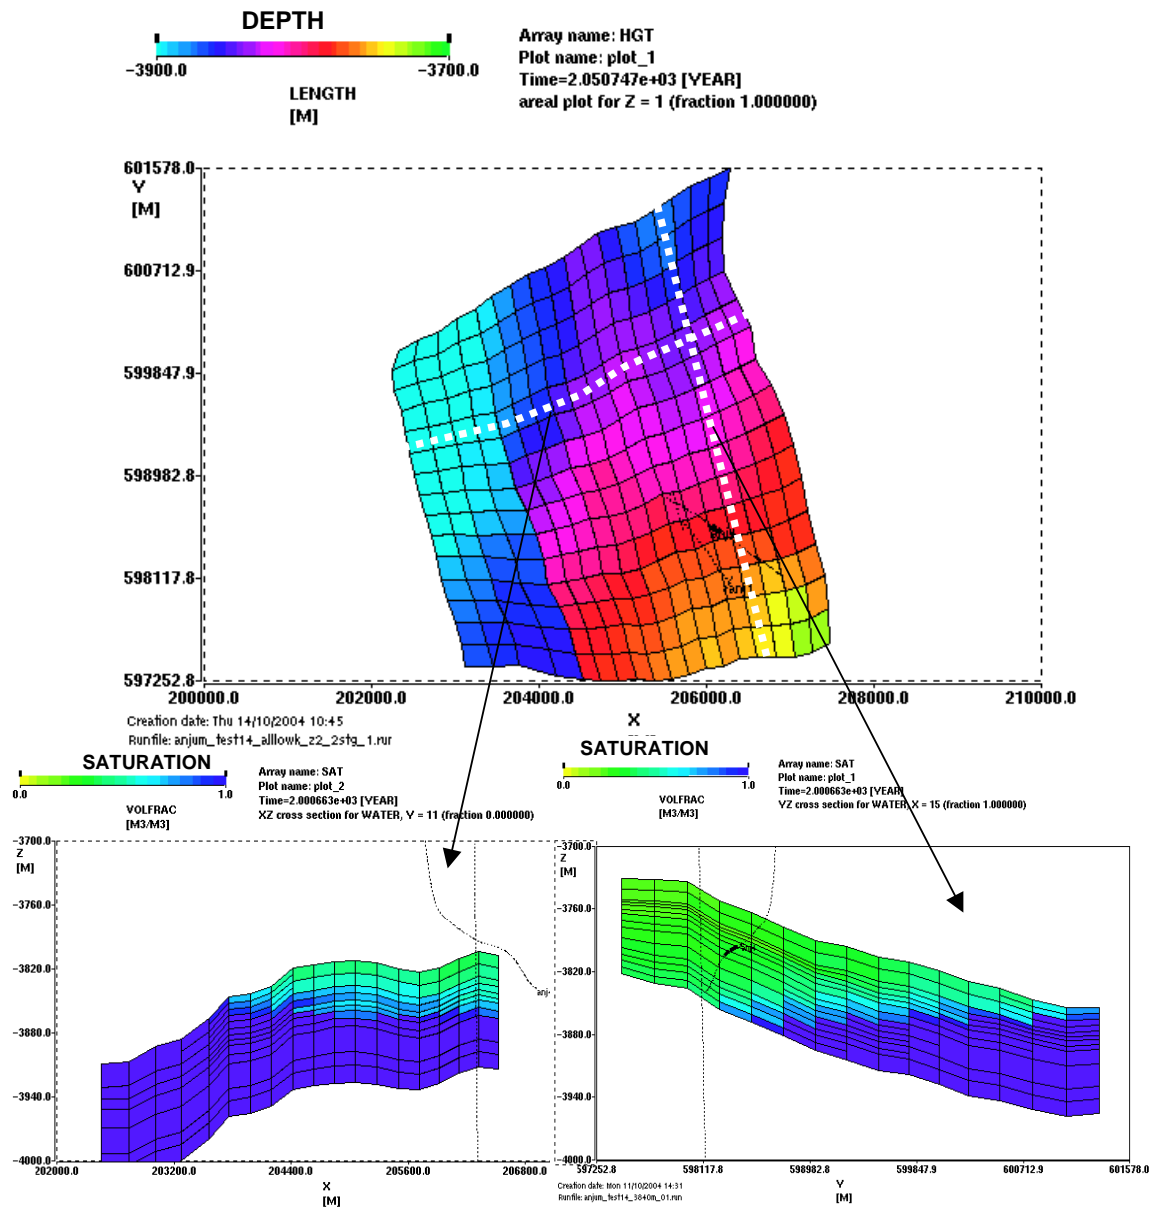 DEPTH
-3900.0
-3700.0
LENGTH
[M]
Array name: HGT
Plot name: plot_1
Time=2.050747e+03 [YEAR]
areal plot for Z = 1 (fraction 1.000000)
601578.0
Y
[M]
600712.9
599847.9
598982.8
598117.8
597252.8
200000.0
202000.0
204000.0
206000.0
208000.0
210000.0
X
Creation date: Thu 14/10/2004 10:45
Runfile: anjum_test14_alllowk_z2_2stg_1.rur
SATURATION
0.0
1.0
VOLFRAC
[M3/M3]
Array name: SAT
Plot name: plot_2
Time=2.000663e+03 [YEAR]
XZ cross section for WATER, Y = 11 (fraction 0.000000)
SATURATION
0.0
1.0
VOLFRAC
[M3/M3]
Array name: SAT
Plot name: plot_1
Time=2.000663e+03 [YEAR]
YZ cross section for WATER, X = 15 (fraction 1.000000)
-3700.0
Z
[M]
-3760.0
-3820.0
-3880.0
-3940.0
-4000.0
202000.0
203200.0
204400.0
205600.0
206800.0
X
[M]
anj-
-3700.0
Z
[M]
-3760.0
-3820.0
-3880.0
-3940.0
-4000.0
597252.8
598117.8
598982.8
599847.9
600712.9
601578.0
Y
[M]
Creation date: Mon 11/10/2004 14:31
Runfile: anjum_test14_3840m_01.run